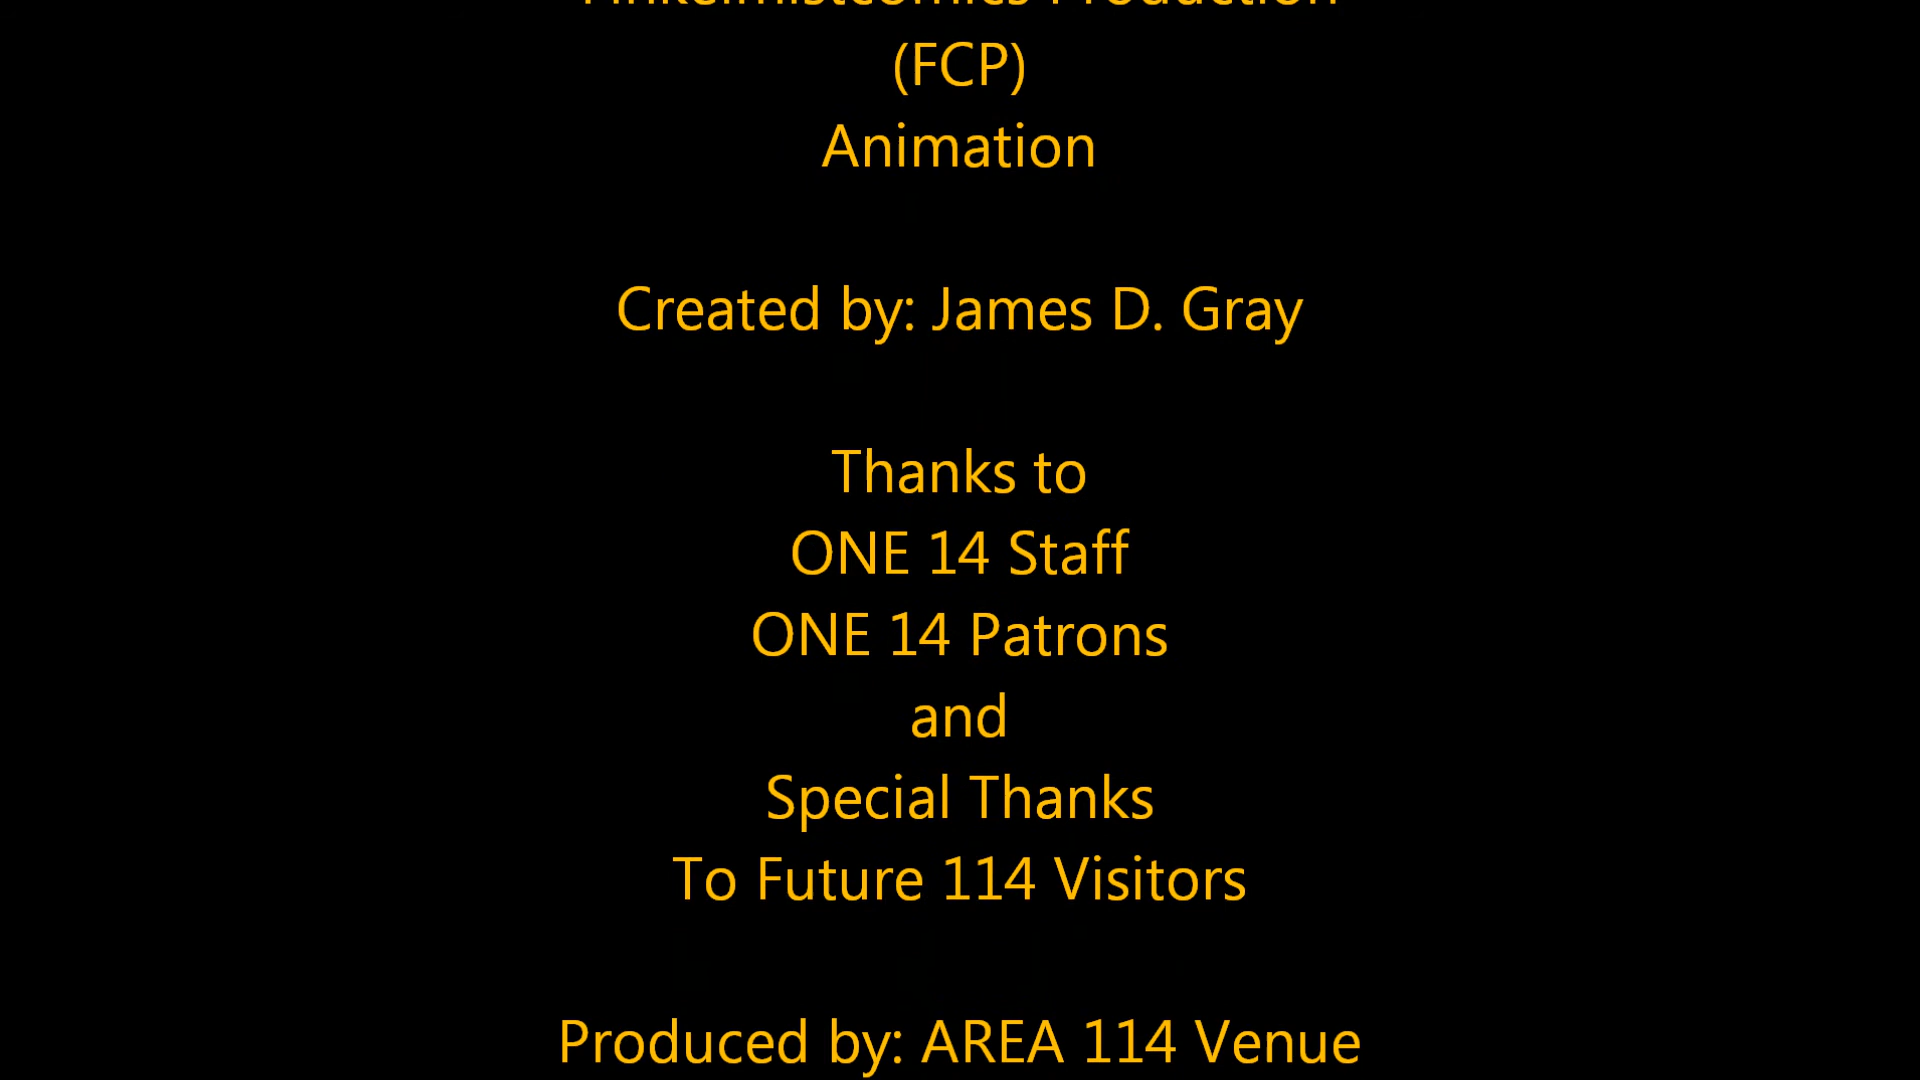 Production
(FCP)
Animation
Created by: James D. Gray
Thanks to
ONE 14 Staff
ONE 14 Patrons
and
Special Thanks
To Future 114 Visitors
Produced by: AREA 114 Venue